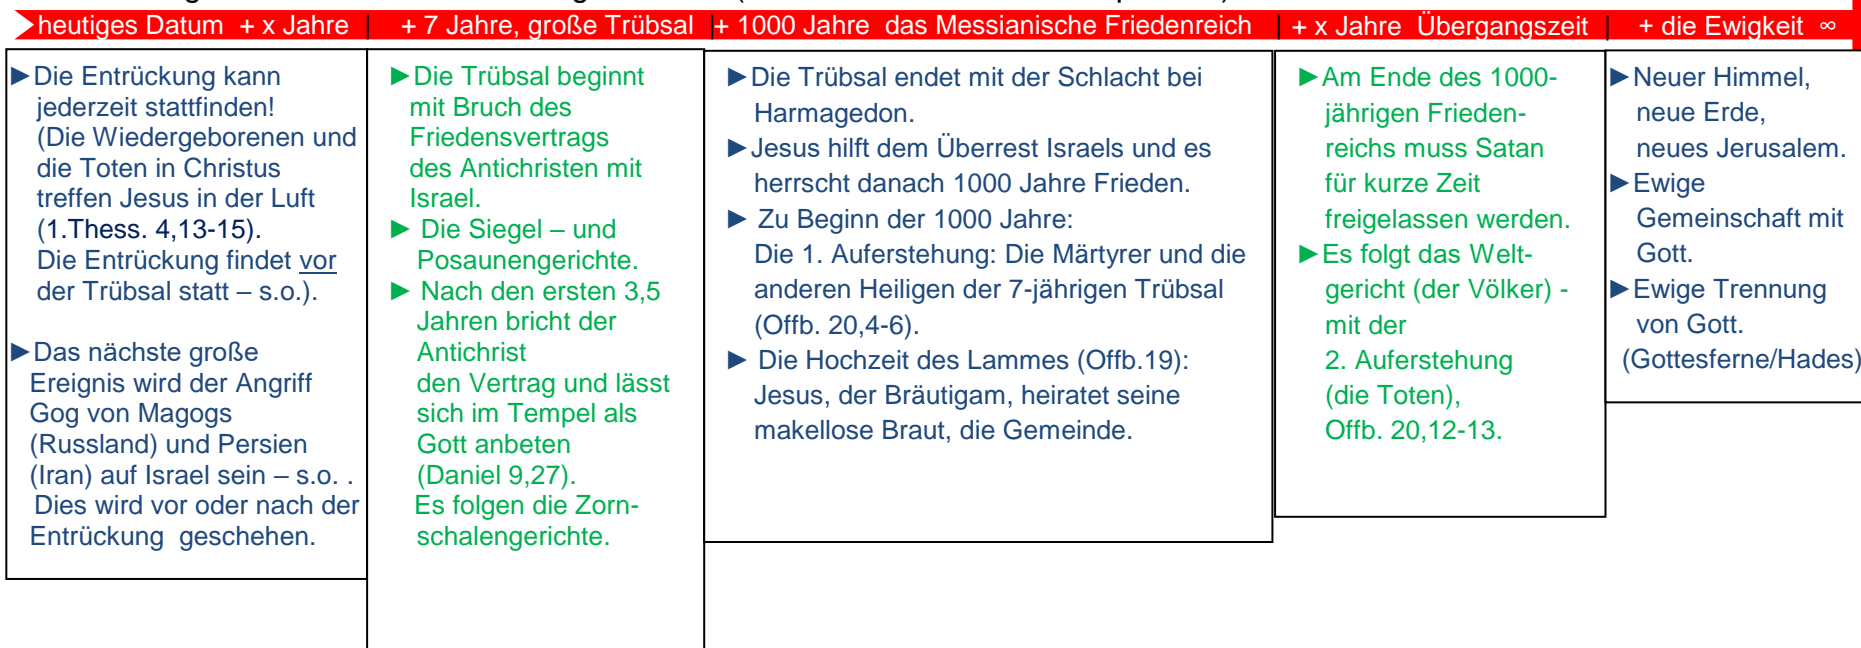 heutiges Datum + x Jahre | + 7 Jahre, große Trübsal | + 1000 Jahre das Messianische Friedenreich | + x Jahre Übergangszeit | + die Ewigkeit ∞
►Die Entrückung kann
jederzeit stattfinden!
(Die Wiedergeborenen und
die Toten in Christus
treffen Jesus in der Luft
(1.Thess. 4,13-15).
Die Entrückung findet vor
der Trübsal statt – s.o.).
►Das nächste große
Ereignis wird der Angriff
Gog von Magogs
(Russland) und Persien
(Iran) auf Israel sein – s.o. .
Dies wird vor oder nach der
Entrückung geschehen.
►Die Trübsal beginnt
mit Bruch des
Friedensvertrags
des Antichristen mit
Israel.
► Die Siegel – und
Posaunengerichte.
► Nach den ersten 3,5
Jahren bricht der
Antichrist
den Vertrag und lässt
sich im Tempel als
Gott anbeten
(Daniel 9,27).
Es folgen die Zorn-
schalengerichte.
►Die Trübsal endet mit der Schlacht bei
Harmagedon.
►Jesus hilft dem Überrest Israels und es
herrscht danach 1000 Jahre Frieden.
► Zu Beginn der 1000 Jahre:
Die 1. Auferstehung: Die Märtyrer und die
anderen Heiligen der 7-jährigen Trübsal
(Offb. 20,4-6).
► Die Hochzeit des Lammes (Offb.19):
Jesus, der Bräutigam, heiratet seine
makellose Braut, die Gemeinde.
►Am Ende des 1000-
jährigen Frieden-
reichs muss Satan
für kurze Zeit
freigelassen werden.
►Es folgt das Welt-
gericht (der Völker) -
mit der
2. Auferstehung
(die Toten),
Offb. 20,12-13.
►Neuer Himmel,
neue Erde,
neues Jerusalem.
►Ewige
Gemeinschaft mit
Gott.
►Ewige Trennung
von Gott.
(Gottesferne/Hades)